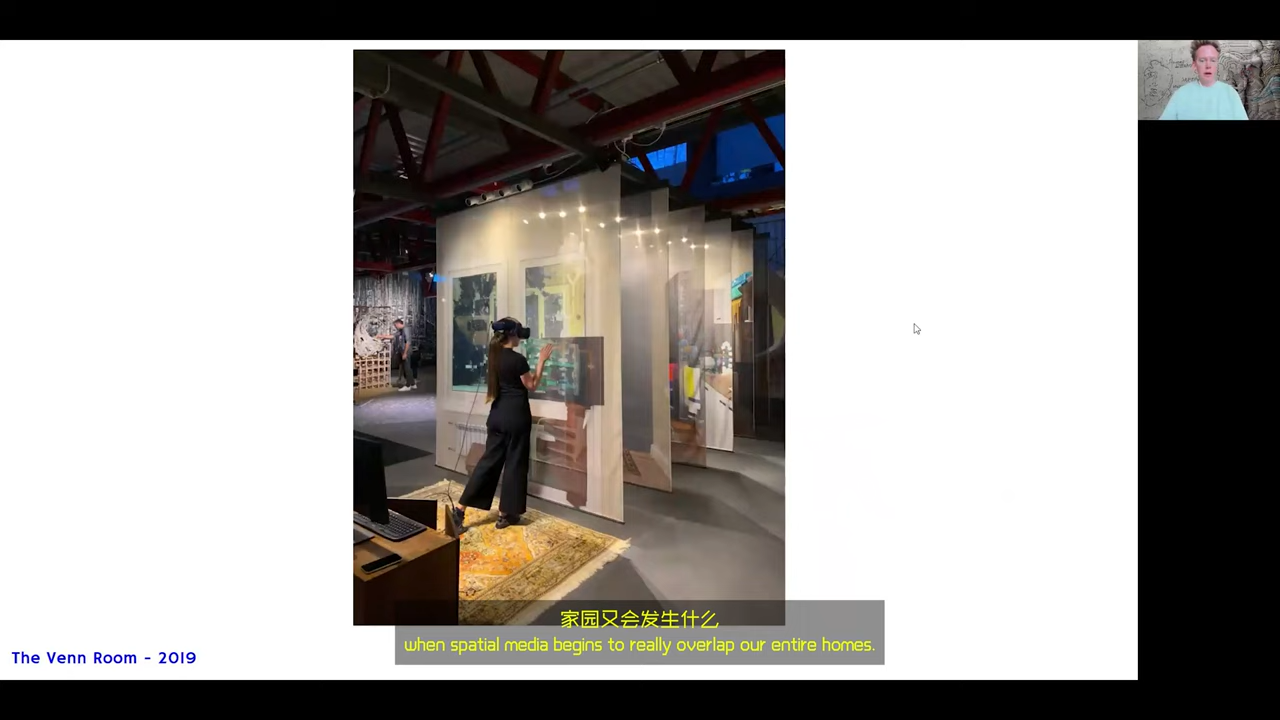 家园又会发生什么
when spatial media begins to really overlap our entire homes.
The Venn Room - 2019